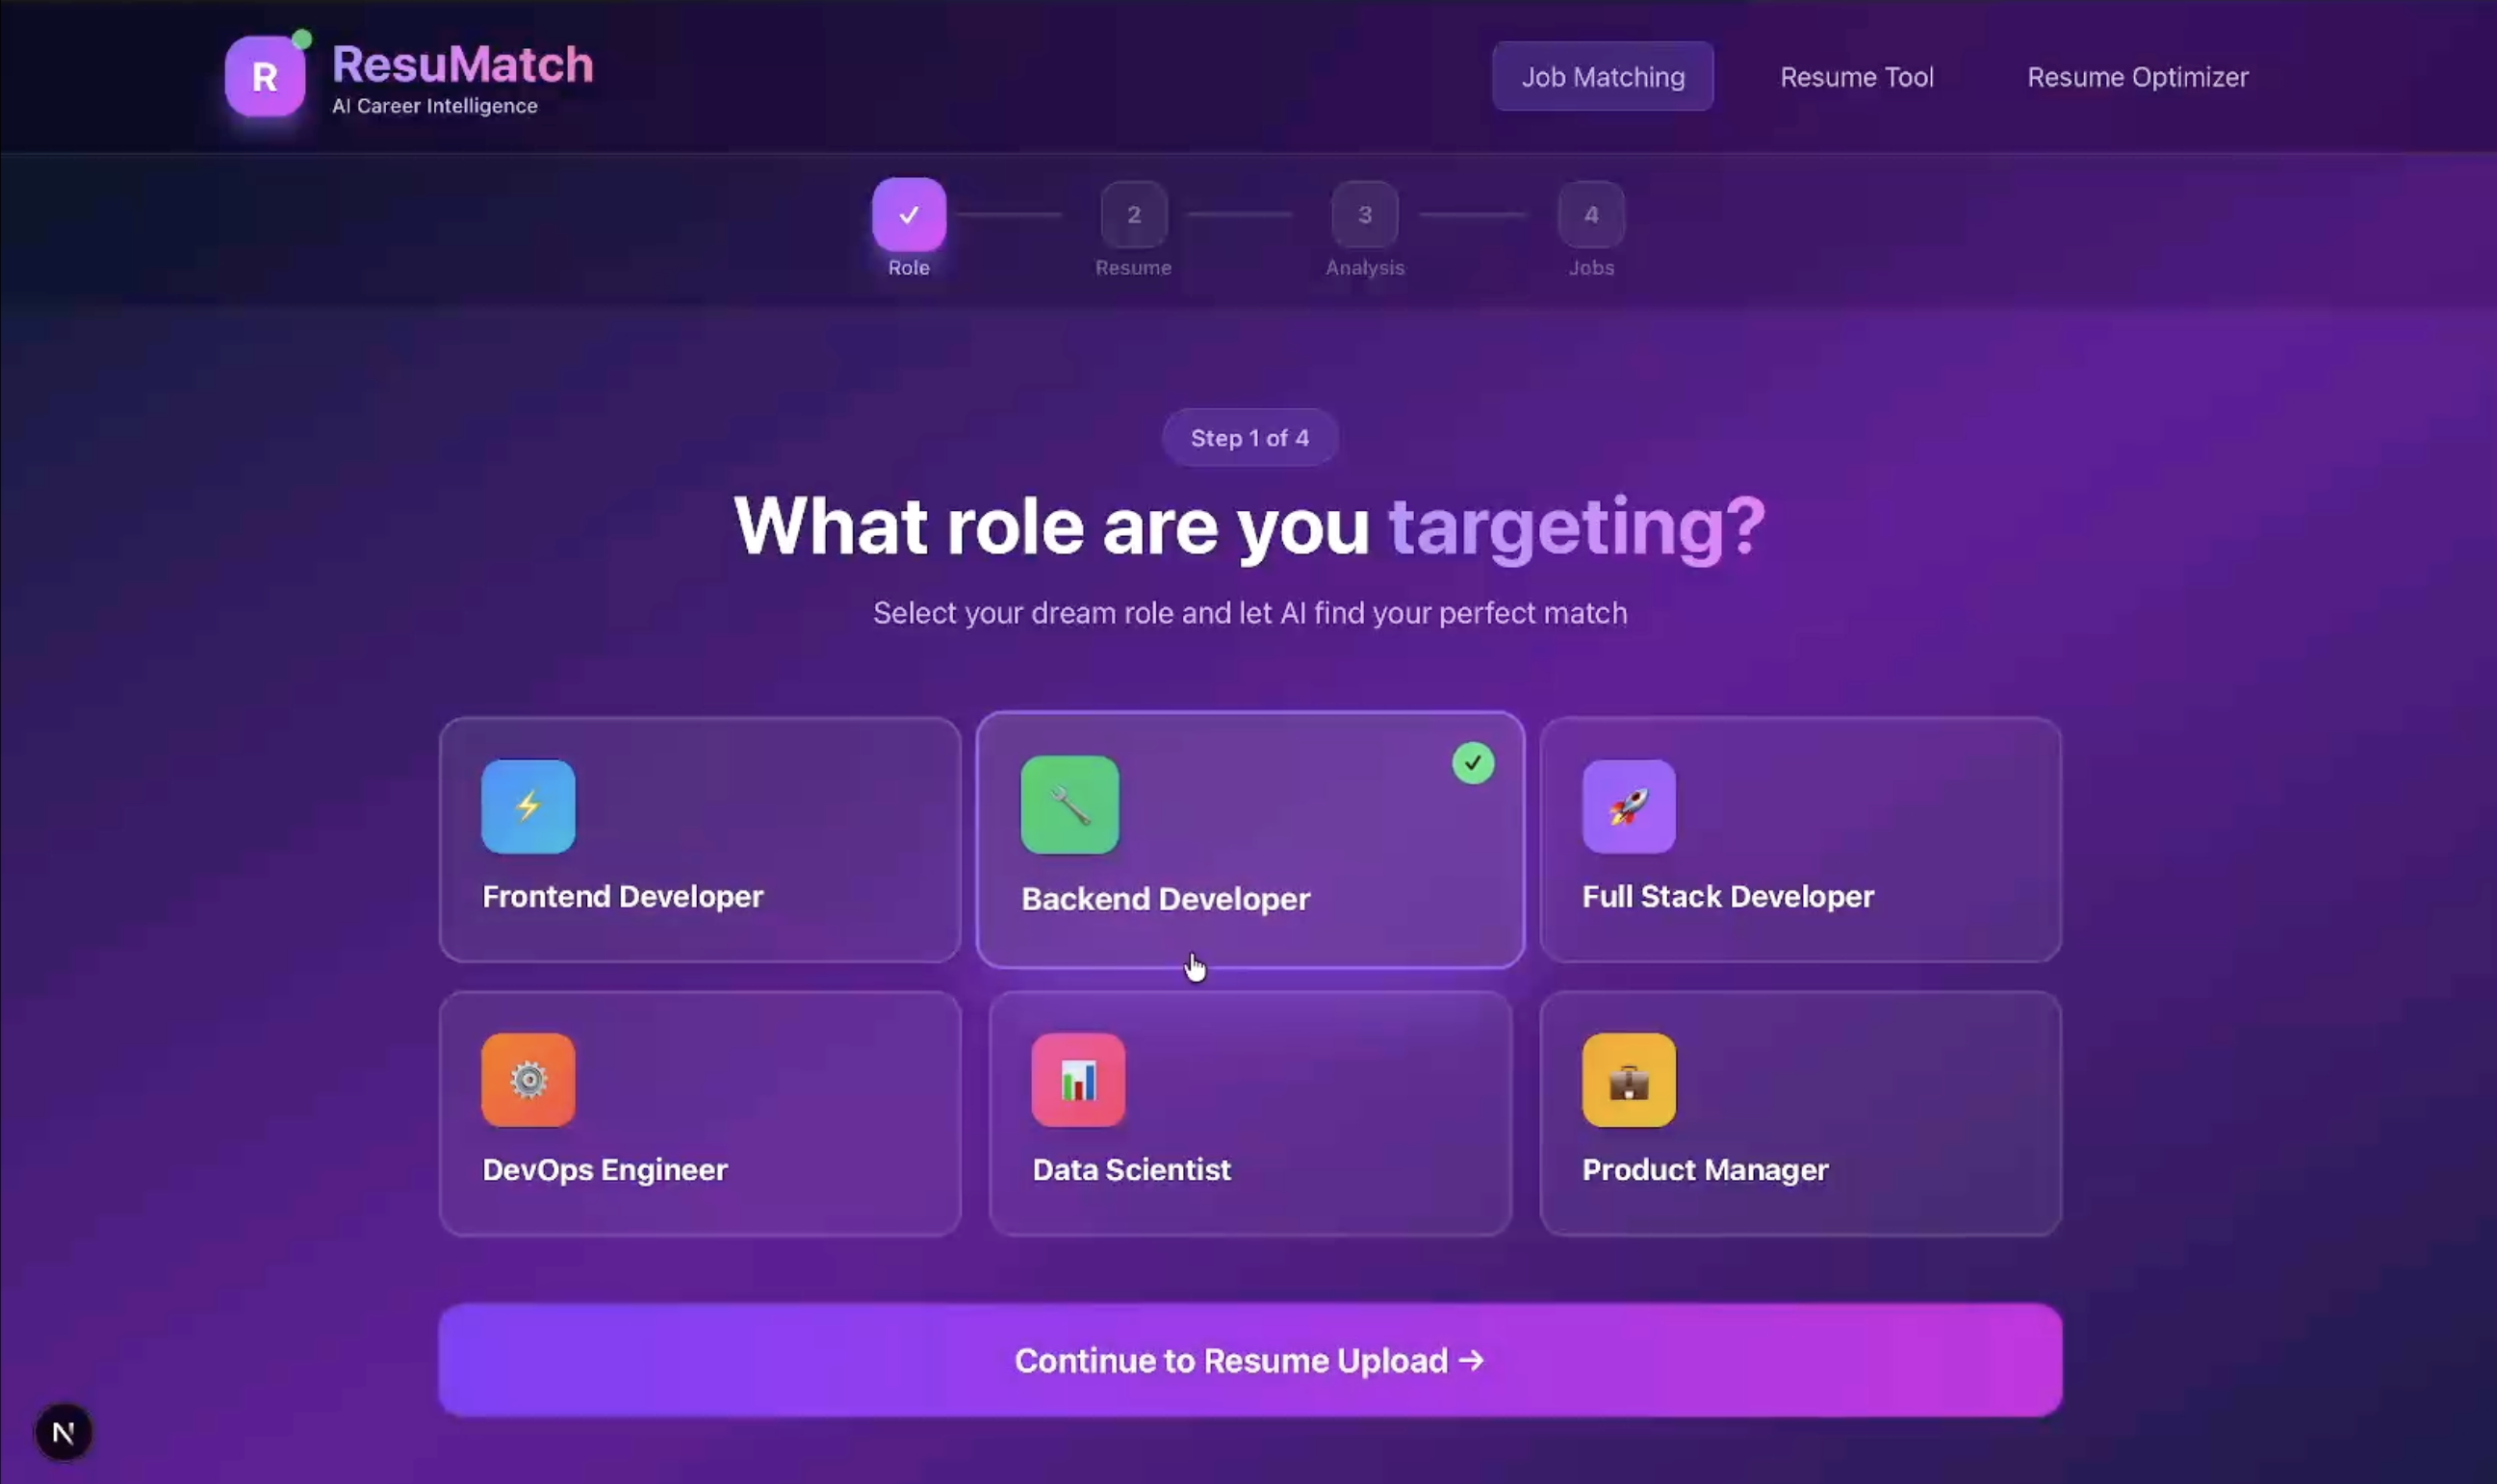 R
ResuMatch
AI Career Intelligence
Job Matching
Resume Tool
Resume Optimizer
✓
2
3
4
Role
Resume
Analysis
Jobs
Step 1 of 4
What role are you targeting?
Select your dream role and let AI find your perfect match
Frontend Developer
Backend Developer
Full Stack Developer
DevOps Engineer
Data Scientist
Product Manager
Continue to Resume Upload →
N